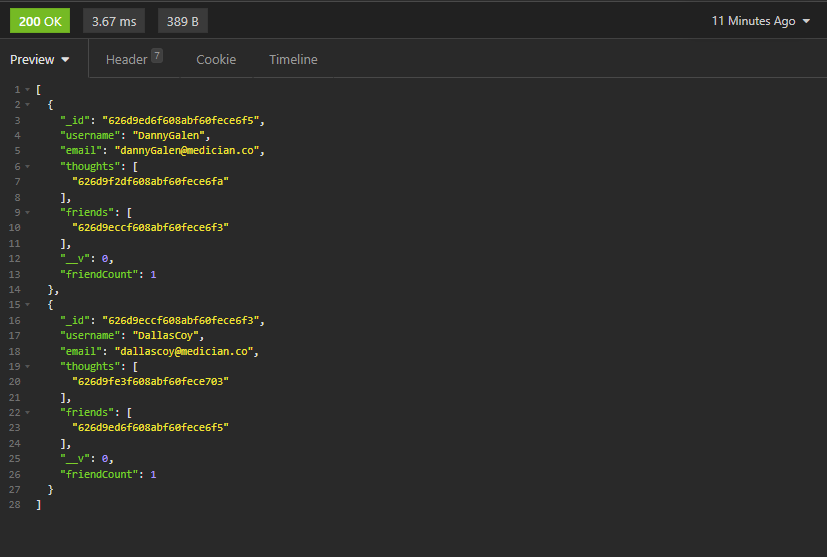 200 OK 3.67 ms 389 B 11 Minutes Ago
Preview Header 7 Cookie Timeline
1 [
2 {
3 "_id": "626d9ed6f608abf60fece6f5",
4 "username": "DannyGalen",
5 "email": "dannyGalen@medician.co",
6 "thoughts": [
7 "626d9f2df608abf60fece6fa"
8 ],
9 "friends": [
10 "626d9eccf608abf60fece6f3"
11 ],
12 "__v": 0,
13 "friendCount": 1
14 },
15 {
16 "_id": "626d9eccf608abf60fece6f3",
17 "username": "DallasCoy",
18 "email": "dallascoy@medician.co",
19 "thoughts": [
20 "626d9fe3f608abf60fece703"
21 ],
22 "friends": [
23 "626d9ed6f608abf60fece6f5"
24 ],
25 "__v": 0,
26 "friendCount": 1
27 }
28 ]